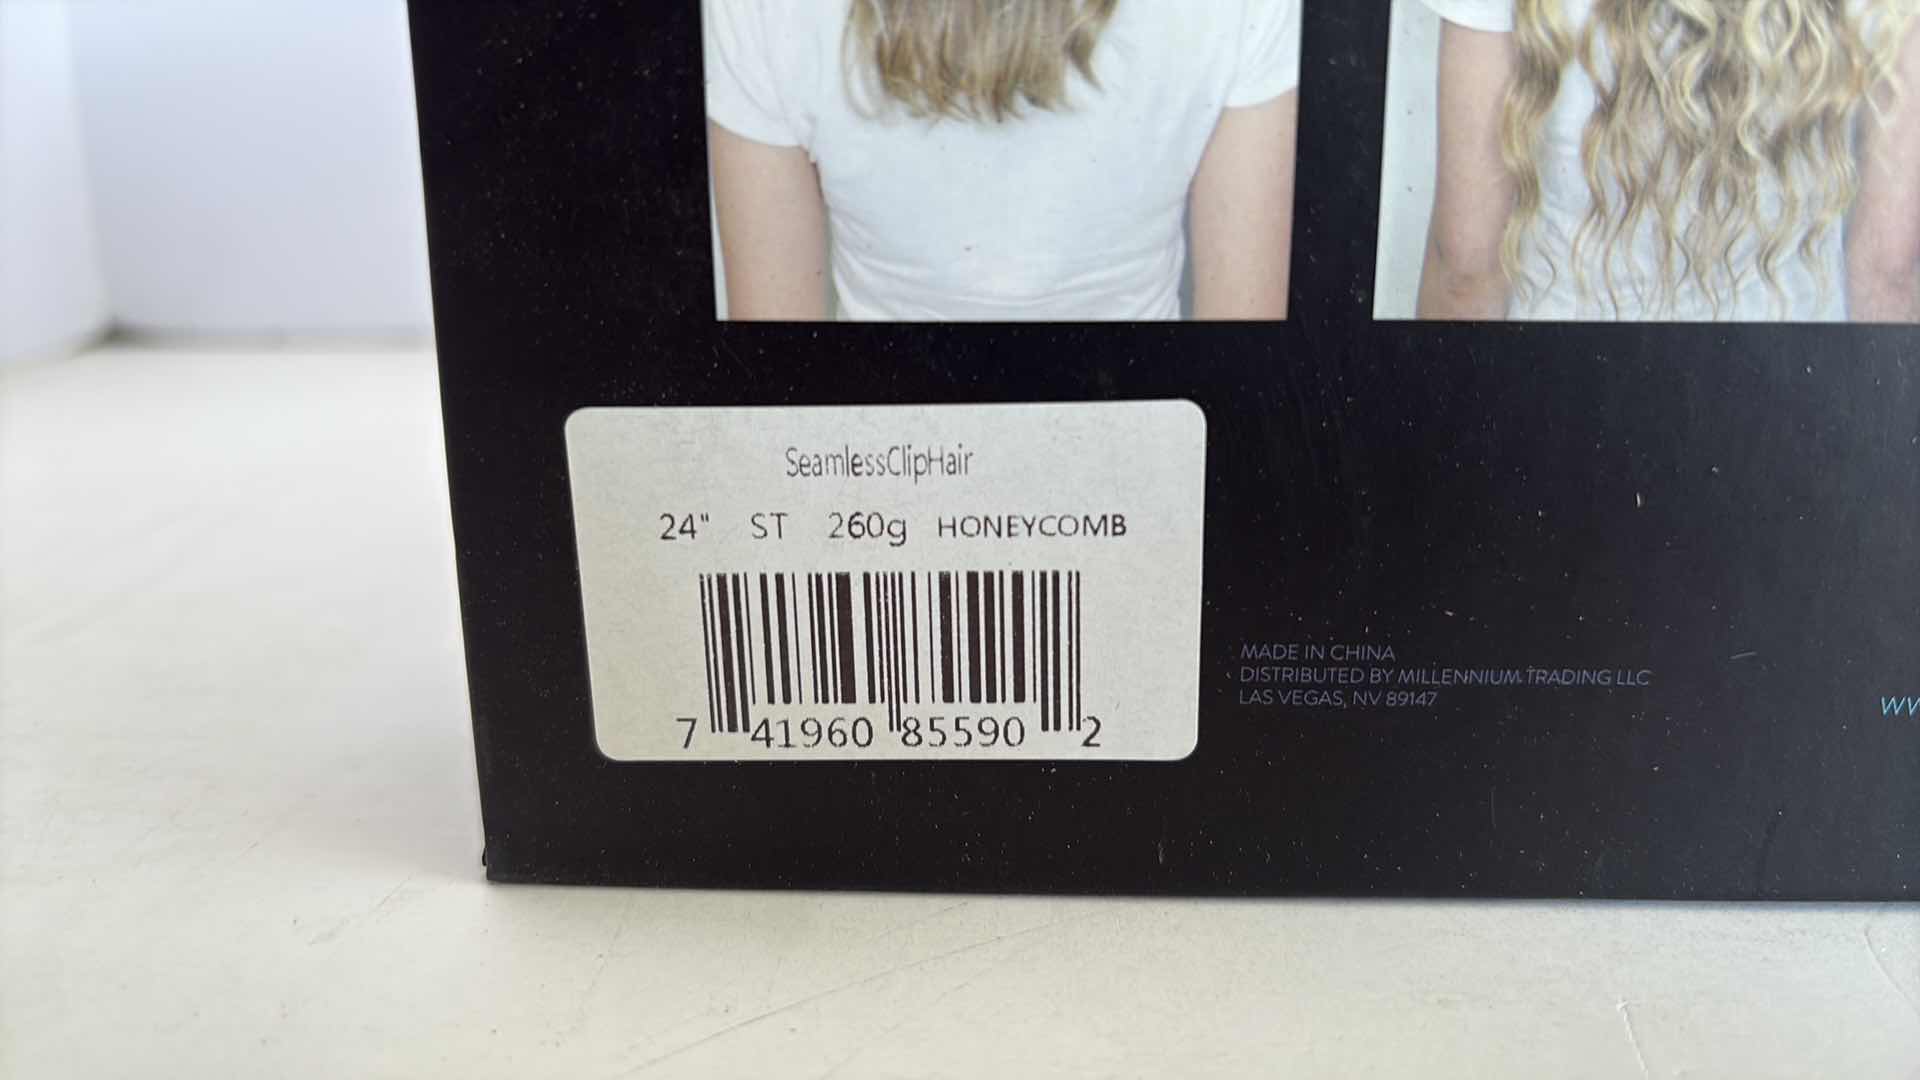 SeamlessClipHair
24" ST 260g HONEYCOMB
7 41960 85590 2
MADE IN CHINA
DISTRIBUTED BY MILLENNIUM TRADING LLC
LAS VEGAS, NV 89147